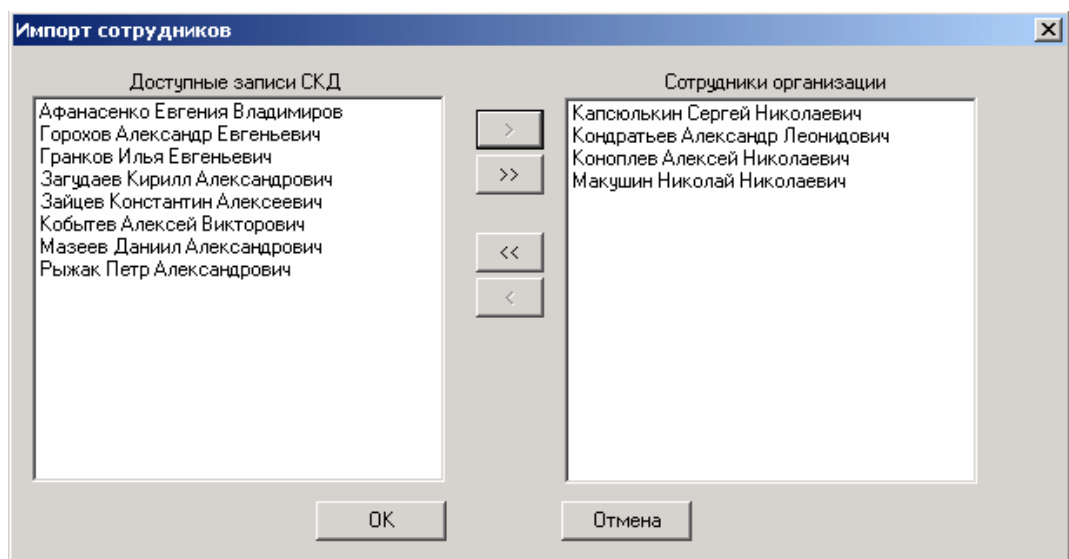 Импорт сотрудников
Доступные записи СКД
Афанасенко Евгения Владимиров
Горохов Александр Евгеньевич
Гранков Илья Евгеньевич
Загудаев Кирилл Александрович
Зайцев Константин Алексеевич
Кобытев Алексей Викторович
Мазеев Даниил Александрович
Рыжак Петр Александрович
>
>>
<<
<
Сотрудники организации
Капсюлькин Сергей Николаевич
Кондратьев Александр Леонидович
Коноплев Алексей Николаевич
Макушин Николай Николаевич
OK
Отмена